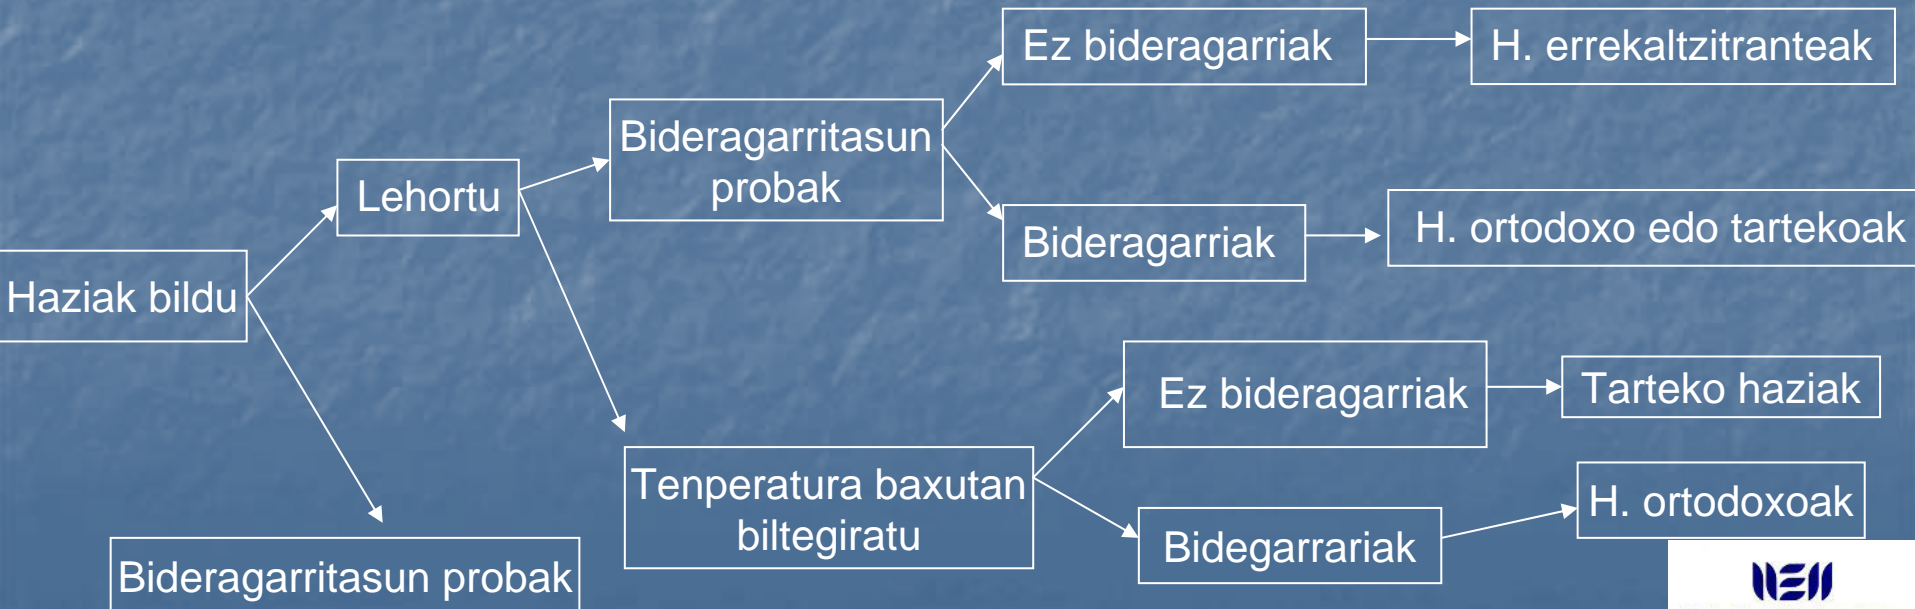 Ez bideragarriak
H. errekaltzitranteak
Bideragarritasun
probak
Lehortu
Bideragarriak
H. ortodoxo edo tartekoak
Haziak bildu
Ez bideragarriak
Tarteko haziak
Tenperatura baxutan
biltegiratu
H. ortodoxoak
Bidegarrariak
Bideragarritasun probak